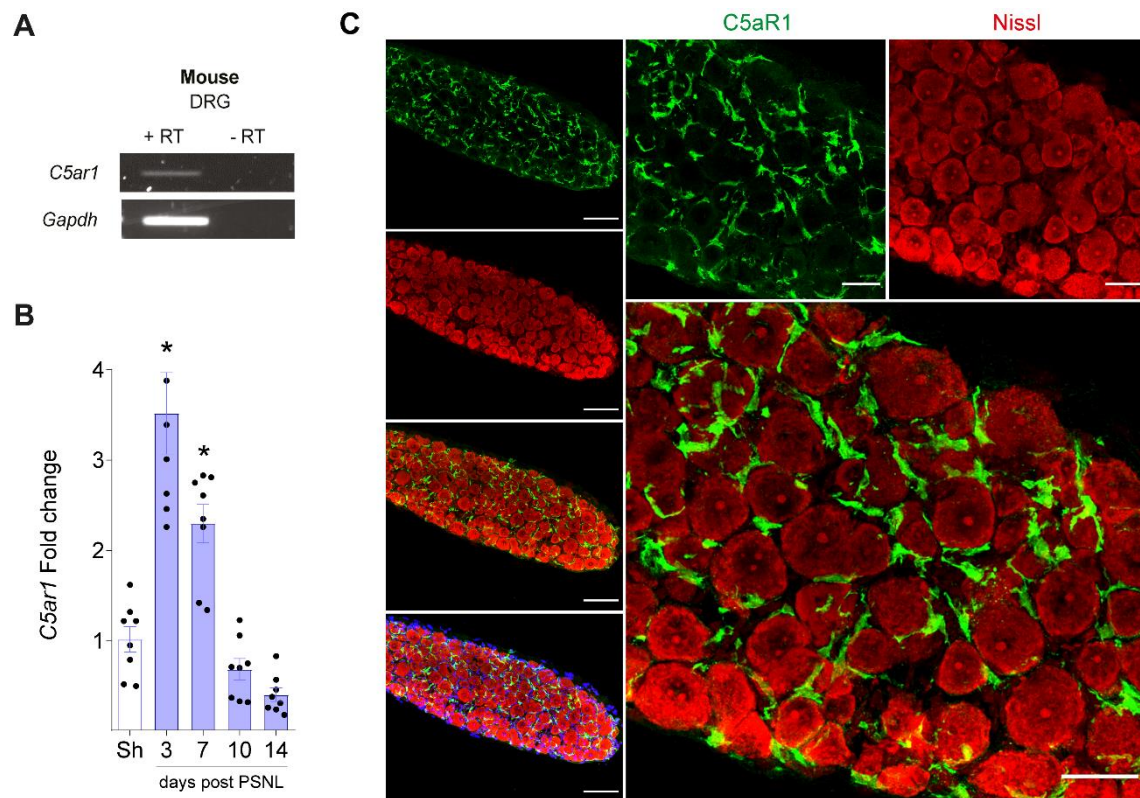 A
Mouse
DRG
+ RT - RT
C5ar1
Gapdh
B
C5ar1 Fold change
4
3
2
1
*
*
Sh 3 7 10 14
days post PSNL
C
C5aR1 Nissl